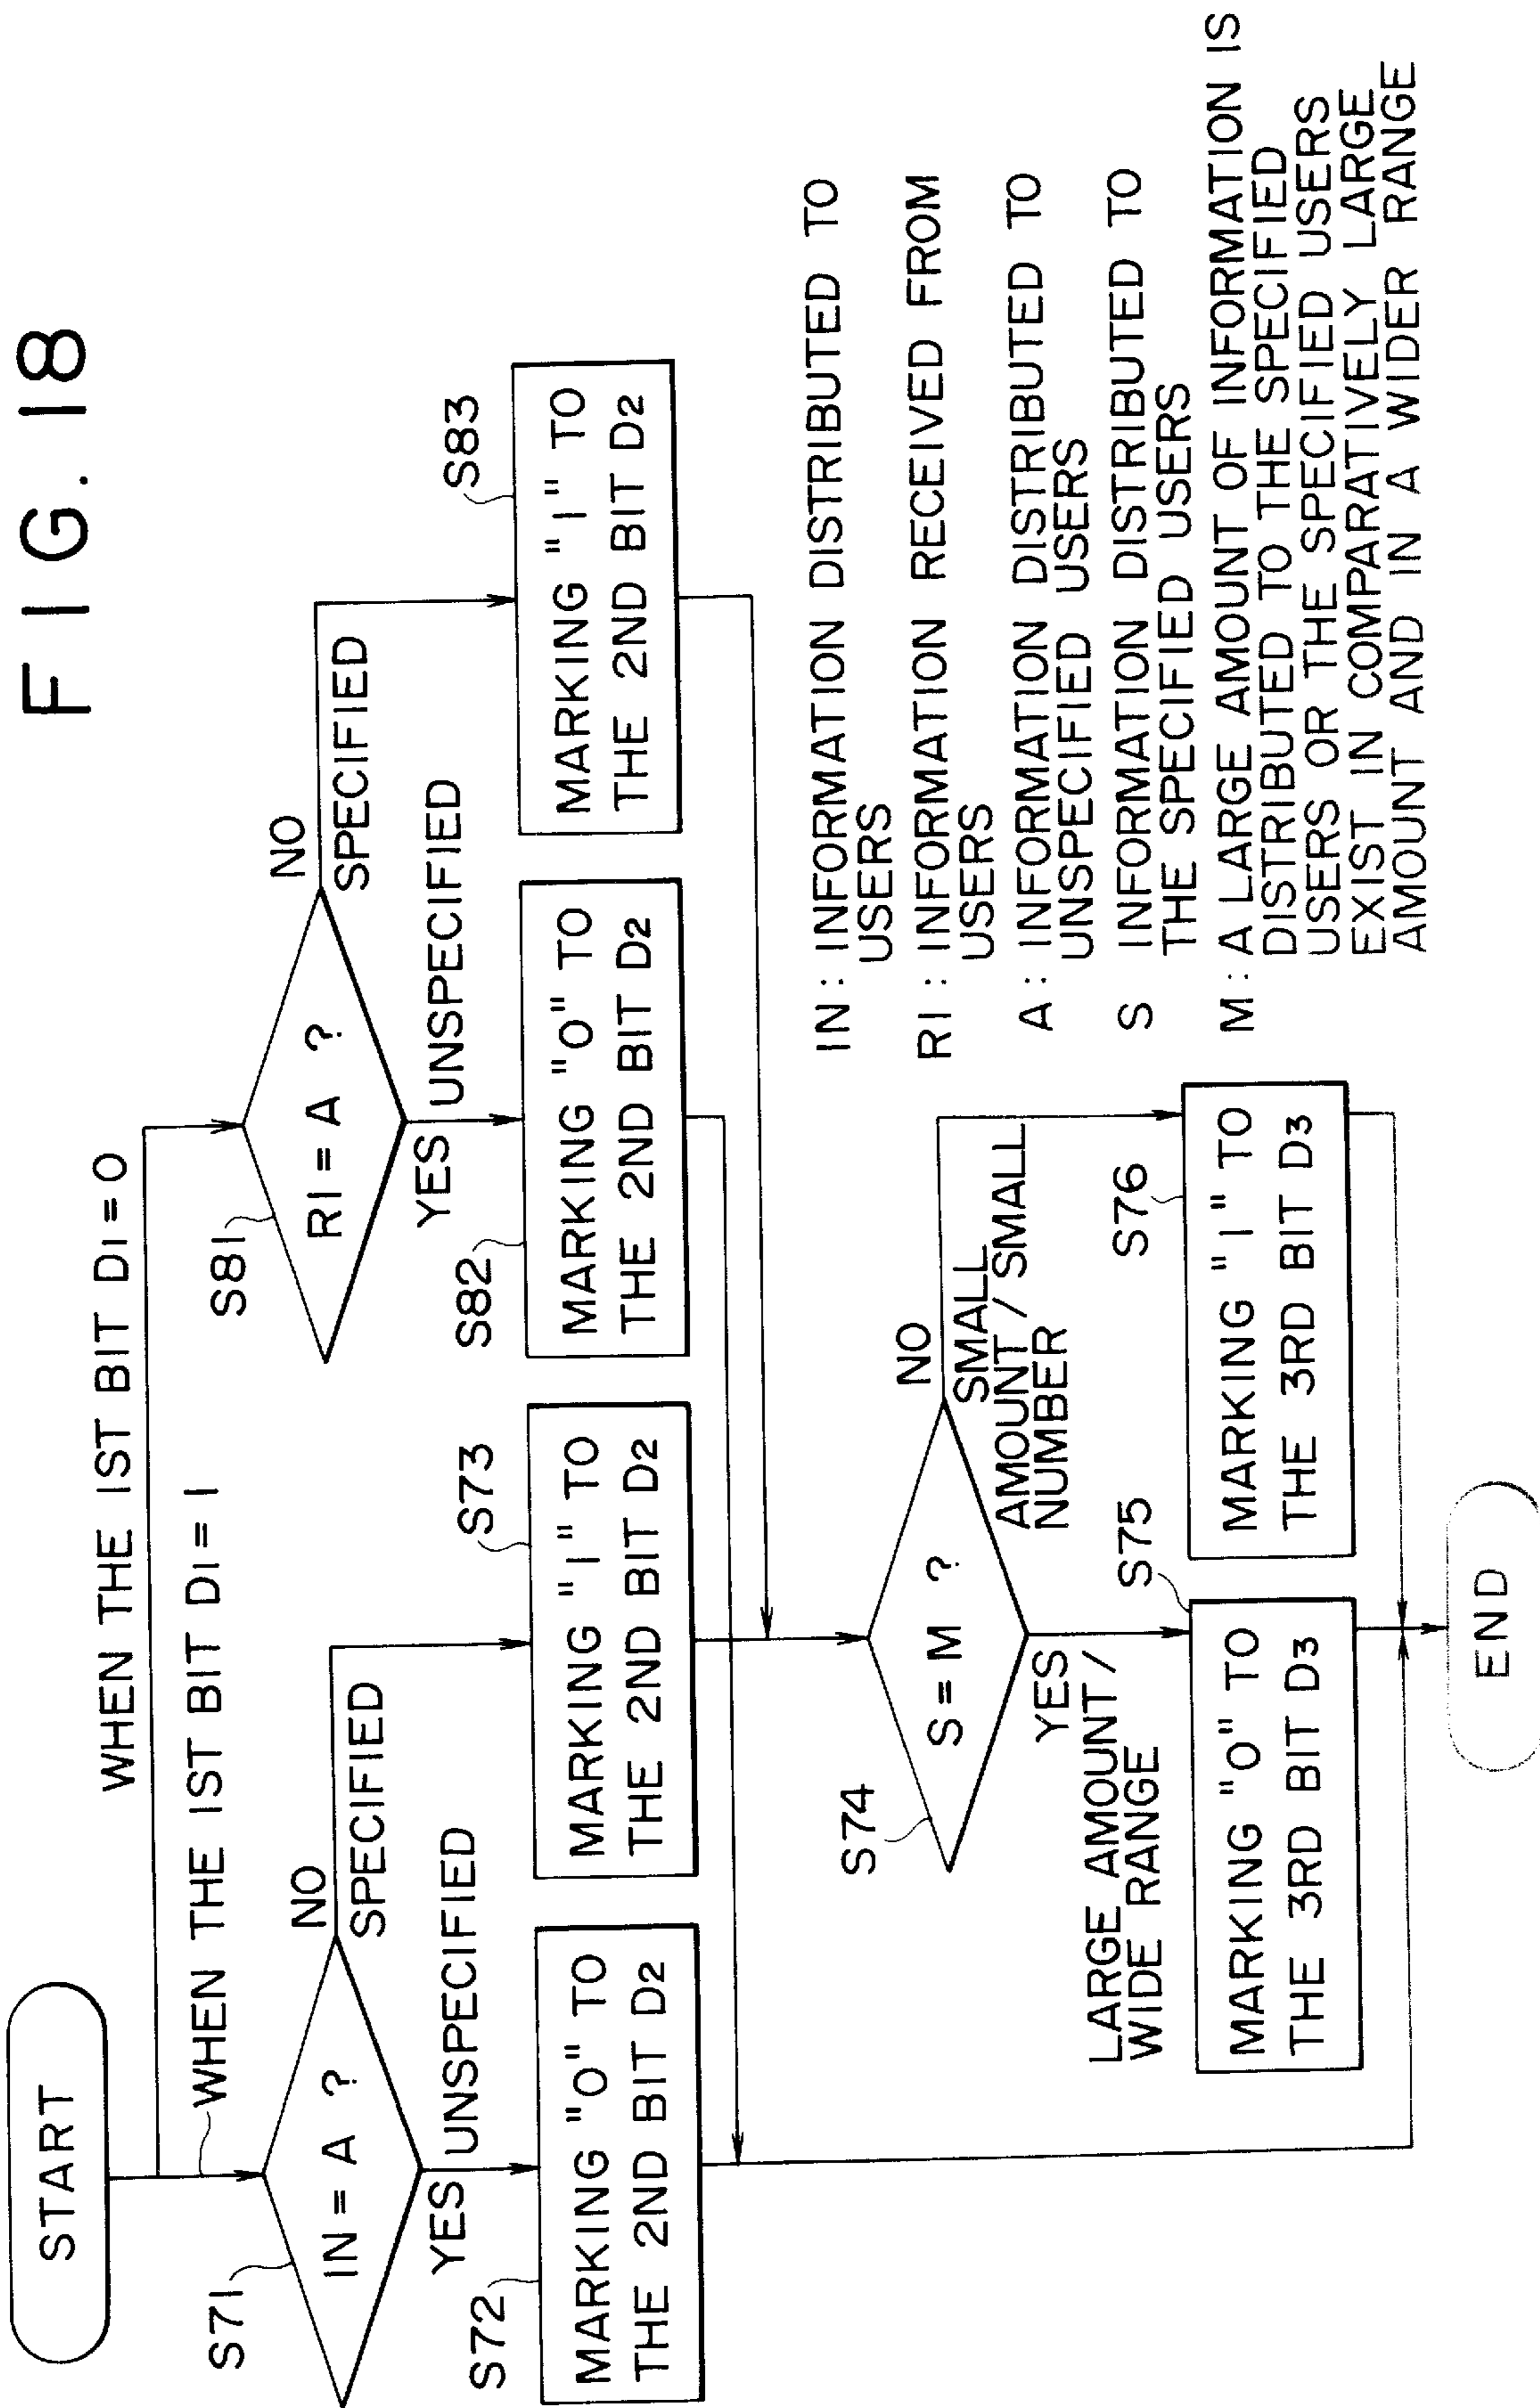 FIG. 18
START
WHEN THE 1ST BIT D1=0
WHEN THE 1ST BIT D1=1
S71
IN=A ?
NO
SPECIFIED
YES
UNSPECIFIED
S81
RI=A ?
NO
SPECIFIED
YES
UNSPECIFIED
S72
MARKING "0" TO
THE 2ND BIT D2
S73
MARKING "1" TO
THE 2ND BIT D2
S82
MARKING "0" TO
THE 2ND BIT D2
S83
MARKING "1" TO
THE 2ND BIT D2
S74
S=M ?
NO
SMALL
AMOUNT/SMALL
NUMBER
YES
LARGE AMOUNT/
WIDE RANGE
S75
MARKING "0" TO
THE 3RD BIT D3
S76
MARKING "1" TO
THE 3RD BIT D3
END
IN: INFORMATION DISTRIBUTED TO
USERS
RI: INFORMATION RECEIVED FROM
USERS
A: INFORMATION DISTRIBUTED TO
UNSPECIFIED USERS
S INFORMATION DISTRIBUTED TO
THE SPECIFIED USERS
M: A LARGE AMOUNT OF INFORMATION IS
DISTRIBUTED TO THE SPECIFIED
USERS OR THE SPECIFIED USERS
EXIST IN COMPARATIVELY LARGE
AMOUNT AND IN A WIDER RANGE